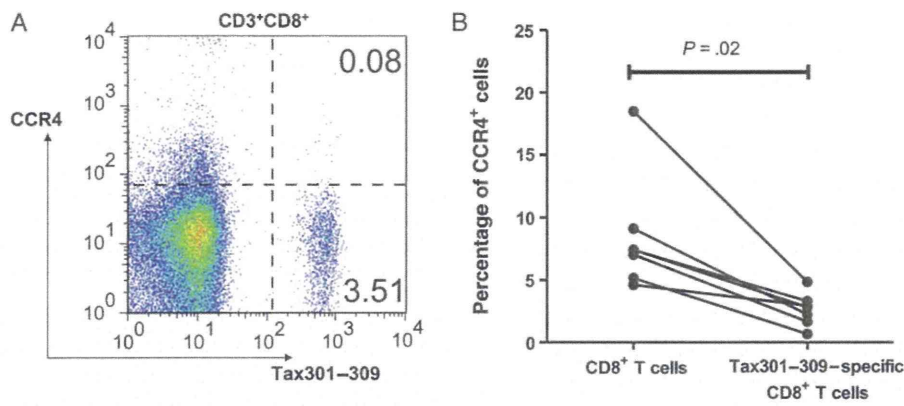 A
CD3⁺CD8⁺
10⁴
10³
10²
10¹
10⁰
CCR4
0.08
3.51
10⁰ 10¹ 10² 10³ 10⁴
Tax301–309
B
P = .02
Percentage of CCR4⁺ cells
25
20
15
10
5
0
CD8⁺ T cells
Tax301–309–specific
CD8⁺ T cells